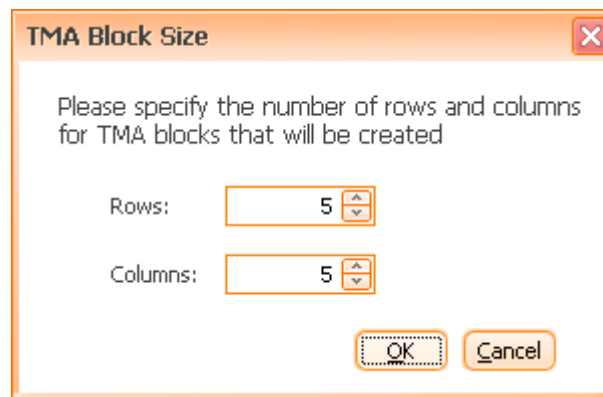 TMA Block Size
Please specify the number of rows and columns
for TMA blocks that will be created
Rows: 5
Columns: 5
OK Cancel